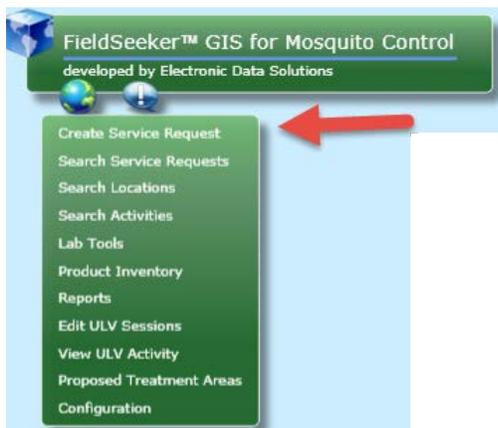 FieldSeeker™ GIS for Mosquito Control
developed by Electronic Data Solutions
Create Service Request
Search Service Requests
Search Locations
Search Activities
Lab Tools
Product Inventory
Reports
Edit ULV Sessions
View ULV Activity
Proposed Treatment Areas
Configuration